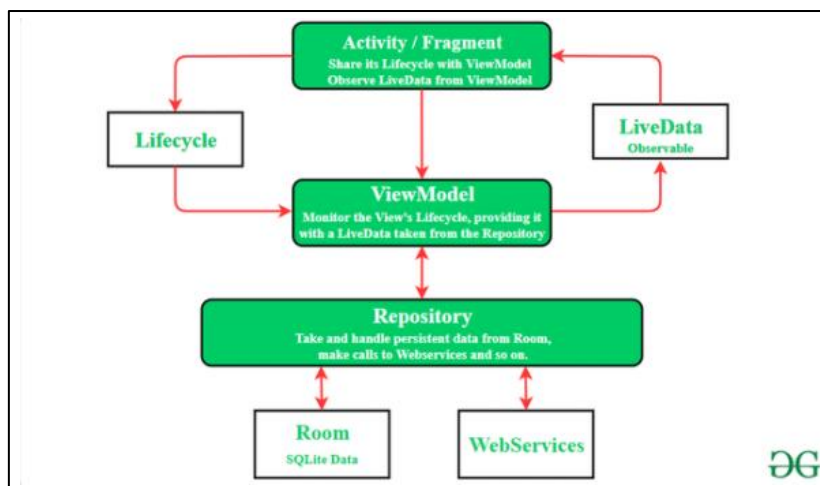 Activity / Fragment
Share its Lifecycle with ViewModel
Observe LiveData from ViewModel
Lifecycle
LiveData
Observable
ViewModel
Monitor the View's Lifecycle, providing it
with a LiveData taken from the Repository
Repository
Take and handle persistent data from Room,
make calls to Webservices and so on.
Room
SQLite Data
WebServices